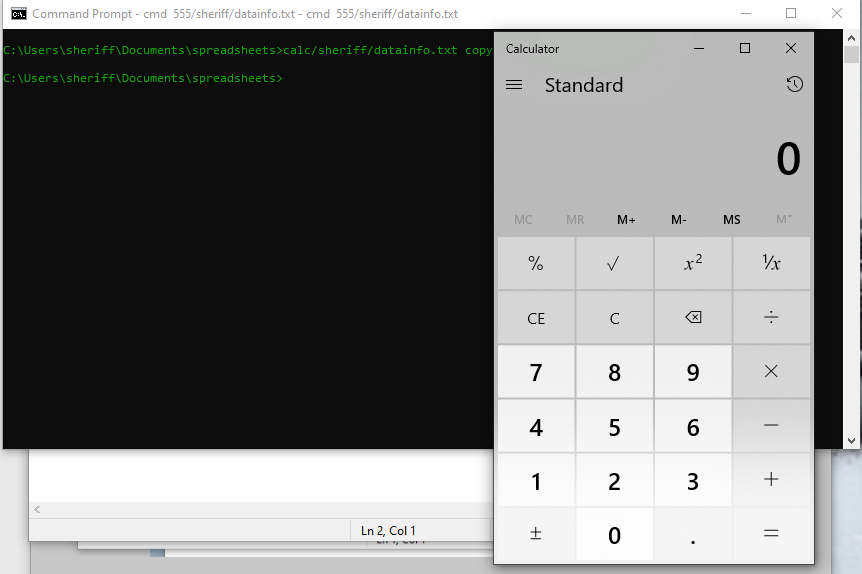 Command Prompt - cmd 555/sheriff/datainfo.txt - cmd 555/sheriff/datainfo.txt
C:\Users\sheriff\Documents\spreadsheets>calc/sheriff/datainfo.txt copy
C:\Users\sheriff\Documents\spreadsheets>
Calculator
Standard
0
MC MR M+ M- MS M˅
% √ x² ⅟x
CE C ÷
7 8 9 ×
4 5 6 −
1 2 3 +
± 0 . =
Ln 2, Col 1